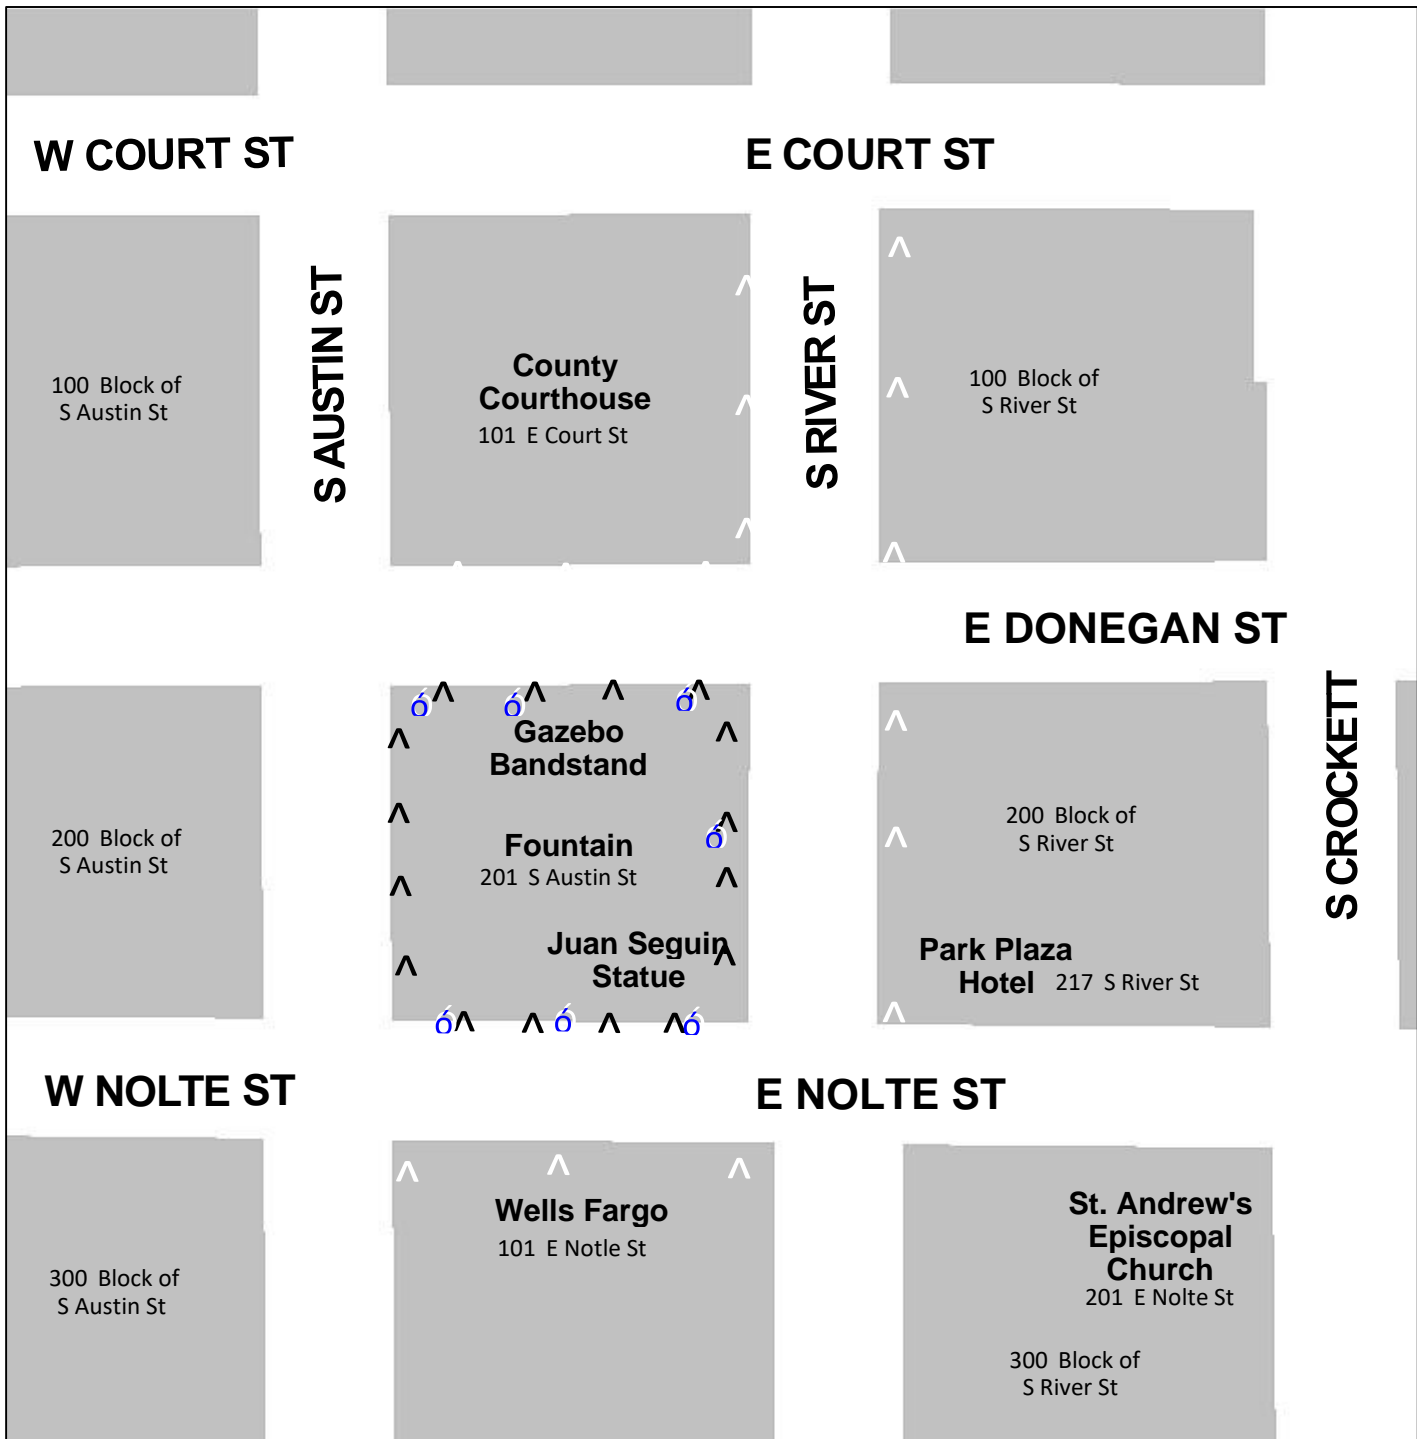 W COURT ST
E COURT ST
S AUSTIN ST
S RIVER ST
100 Block of
S Austin St
County
Courthouse
101 E Court St
100 Block of
S River St
E DONEGAN ST
S CROCKETT
200 Block of
S Austin St
Gazebo
Bandstand
Fountain
201 S Austin St
Juan Seguin
Statue
200 Block of
S River St
Park Plaza
Hotel 217 S River St
W NOLTE ST
E NOLTE ST
300 Block of
S Austin St
Wells Fargo
101 E Notle St
St. Andrew's
Episcopal
Church
201 E Nolte St
300 Block of
S River St